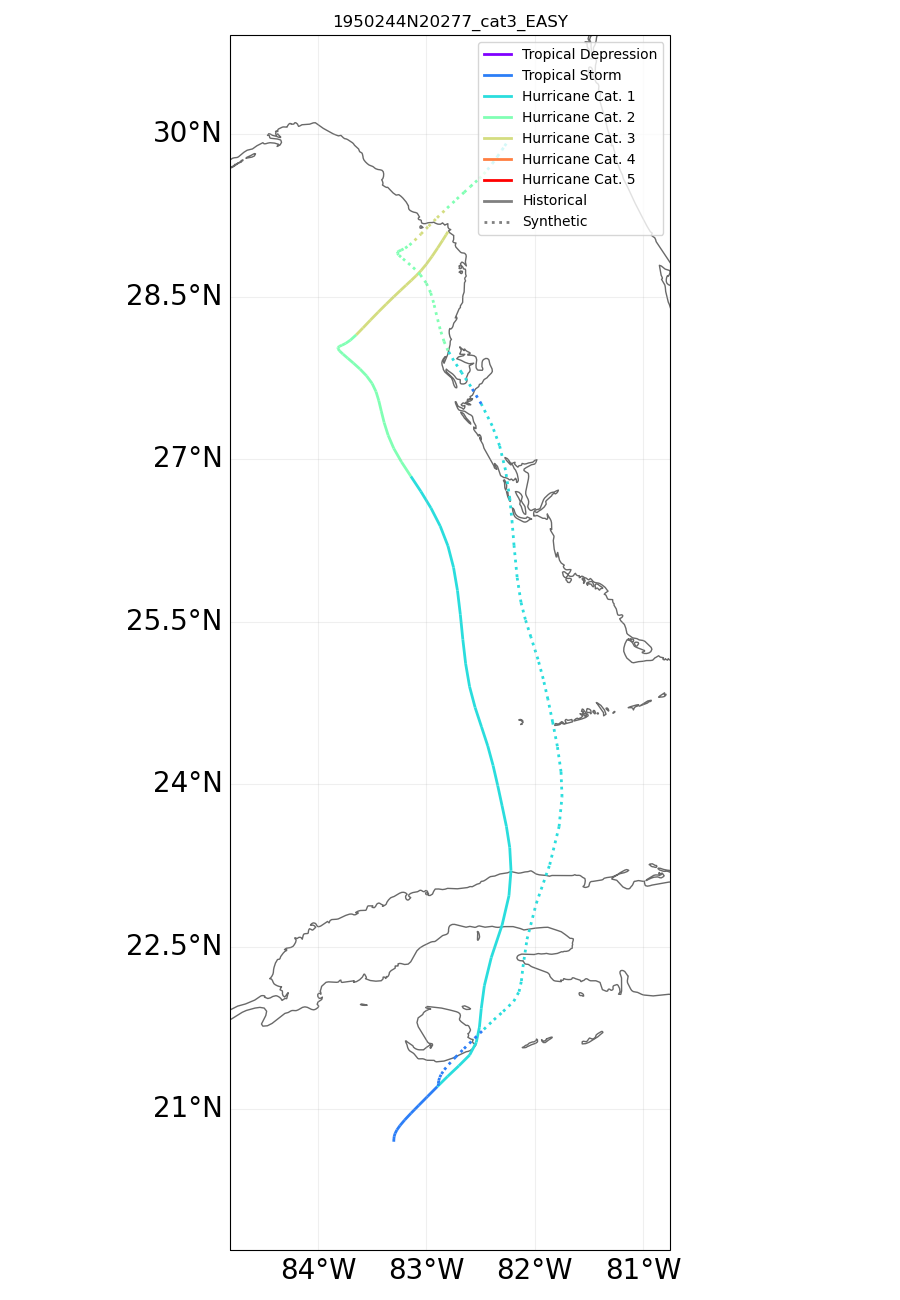 1950244N20277_cat3_EASY
Tropical Depression
Tropical Storm
Hurricane Cat. 1
Hurricane Cat. 2
Hurricane Cat. 3
Hurricane Cat. 4
Hurricane Cat. 5
Historical
Synthetic
30°N
28.5°N
27°N
25.5°N
24°N
22.5°N
21°N
84°W 83°W 82°W 81°W